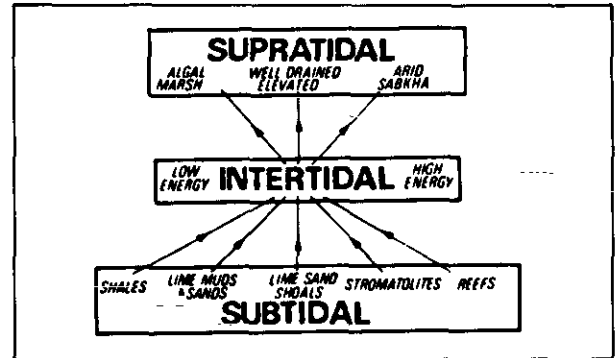 SUPRATIDAL
ALGAL MARSH
WELL DRAINED ELEVATED
ARID SABKHA
LOW ENERGY
INTERTIDAL
HIGH ENERGY
SHALES
LIME MUDS & SANDS
LIME SAND SHOALS
STROMATOLITES
REEFS
SUBTIDAL